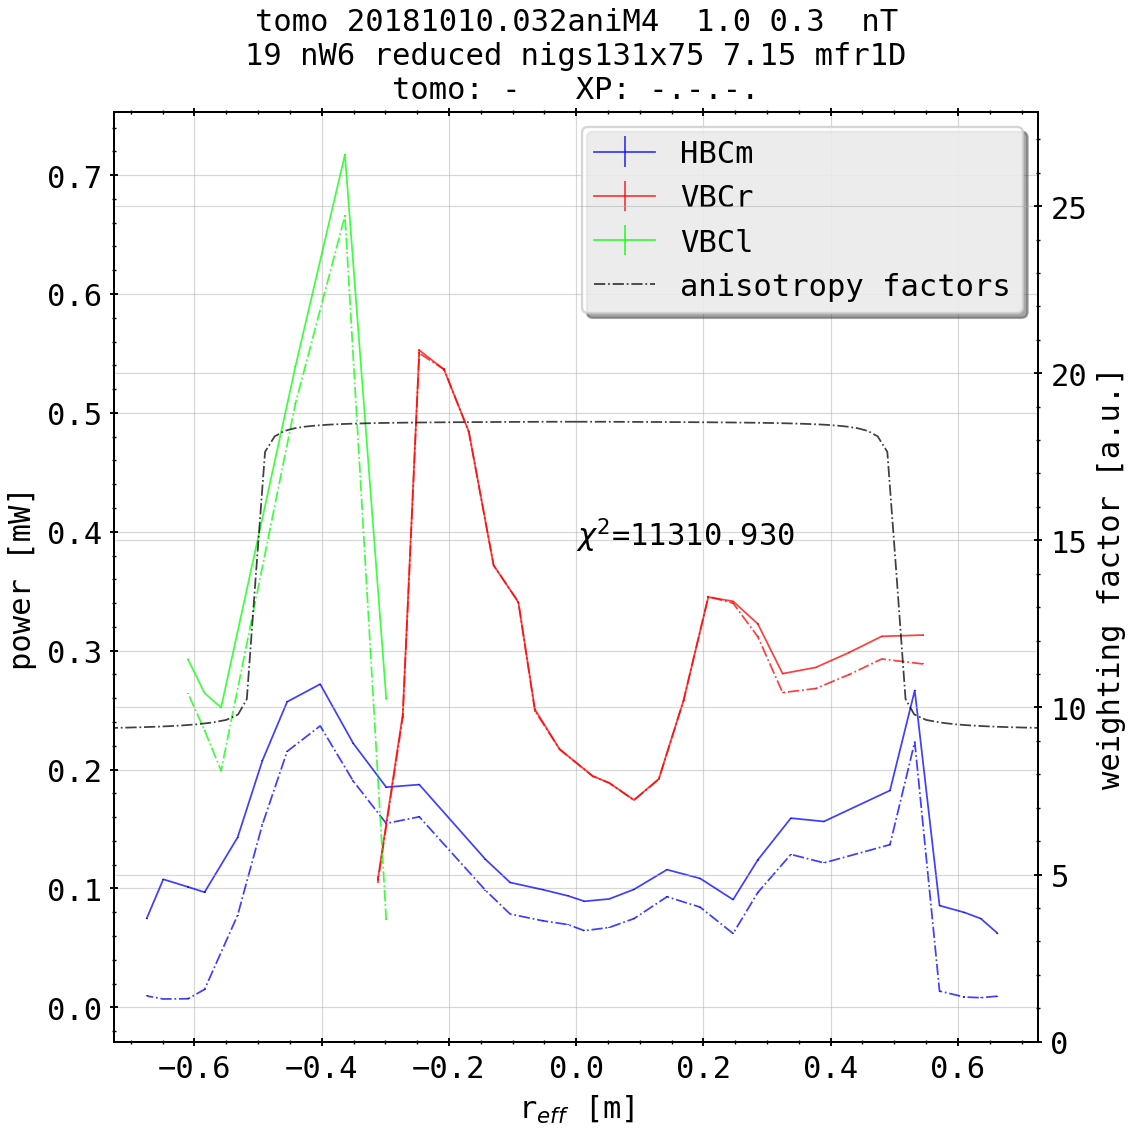 tomo 20181010.032aniM4  1.0 0.3  nT
19 nW6 reduced nigs131x75 7.15 mfr1D
tomo: -   XP: -.-.-.
HBCm
VBCr
VBCl
anisotropy factors
χ²=11310.930
power [mW]
0.7
0.6
0.5
0.4
0.3
0.2
0.1
0.0
25
20
15
10
5
0
weighting factor [a.u.]
−0.6 −0.4 −0.2 0.0 0.2 0.4 0.6
r_eff [m]